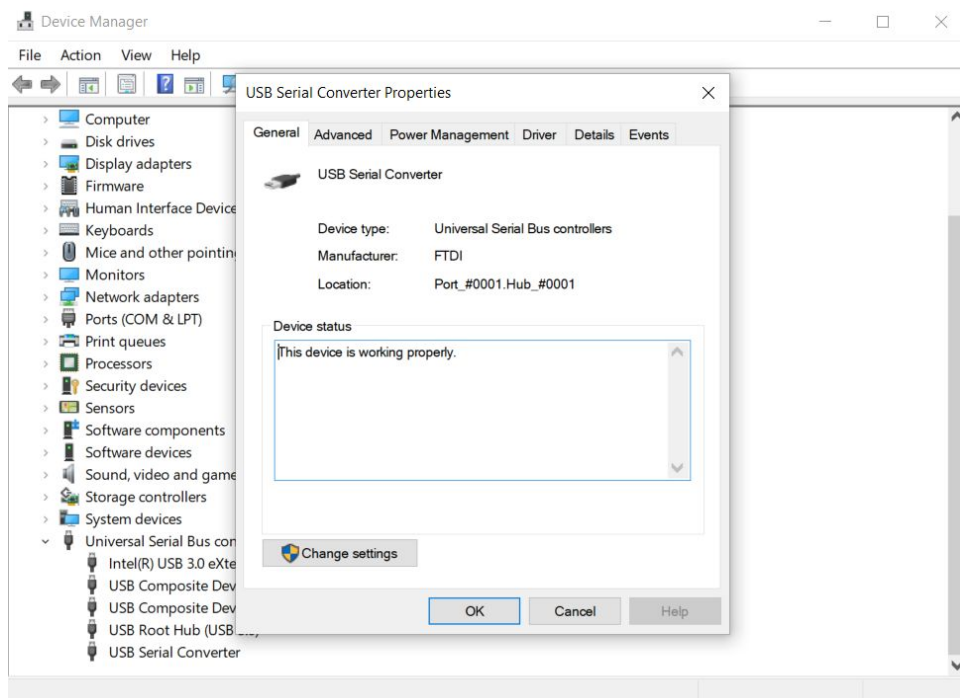 Device Manager
File Action View Help
USB Serial Converter Properties
General Advanced Power Management Driver Details Events
USB Serial Converter
Device type: Universal Serial Bus controllers
Manufacturer: FTDI
Location: Port_#0001.Hub_#0001
Device status
This device is working properly.
Change settings
OK Cancel Help
Computer
Disk drives
Display adapters
Firmware
Human Interface Device
Keyboards
Mice and other pointing
Monitors
Network adapters
Ports (COM & LPT)
Print queues
Processors
Security devices
Sensors
Software components
Software devices
Sound, video and game
Storage controllers
System devices
Universal Serial Bus con
Intel(R) USB 3.0 eXte
USB Composite Dev
USB Composite Dev
USB Root Hub (USB
USB Serial Converter